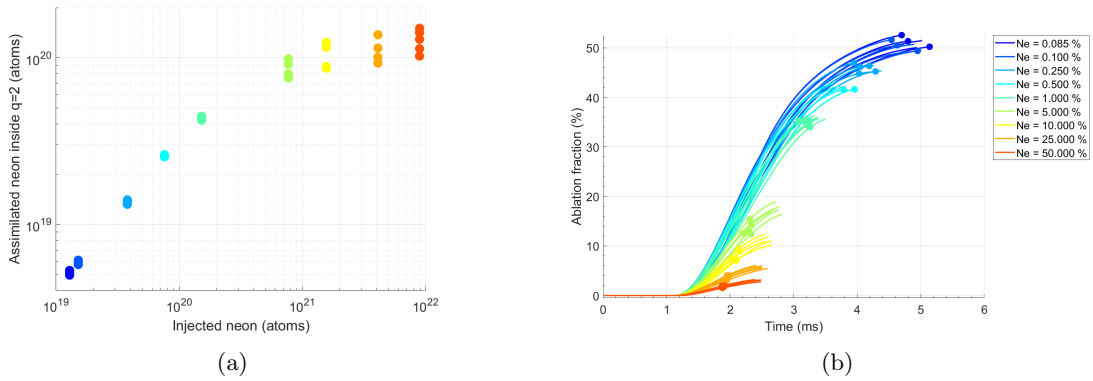 Assimilated neon inside q=2 (atoms)
10^20
10^19
10^19
10^20
10^21
10^22
Injected neon (atoms)
(a)
Ablation fraction (%)
50
40
30
20
10
0
0
1
2
3
4
5
6
Time (ms)
Ne = 0.085 %
Ne = 0.100 %
Ne = 0.250 %
Ne = 0.500 %
Ne = 1.000 %
Ne = 5.000 %
Ne = 10.000 %
Ne = 25.000 %
Ne = 50.000 %
(b)